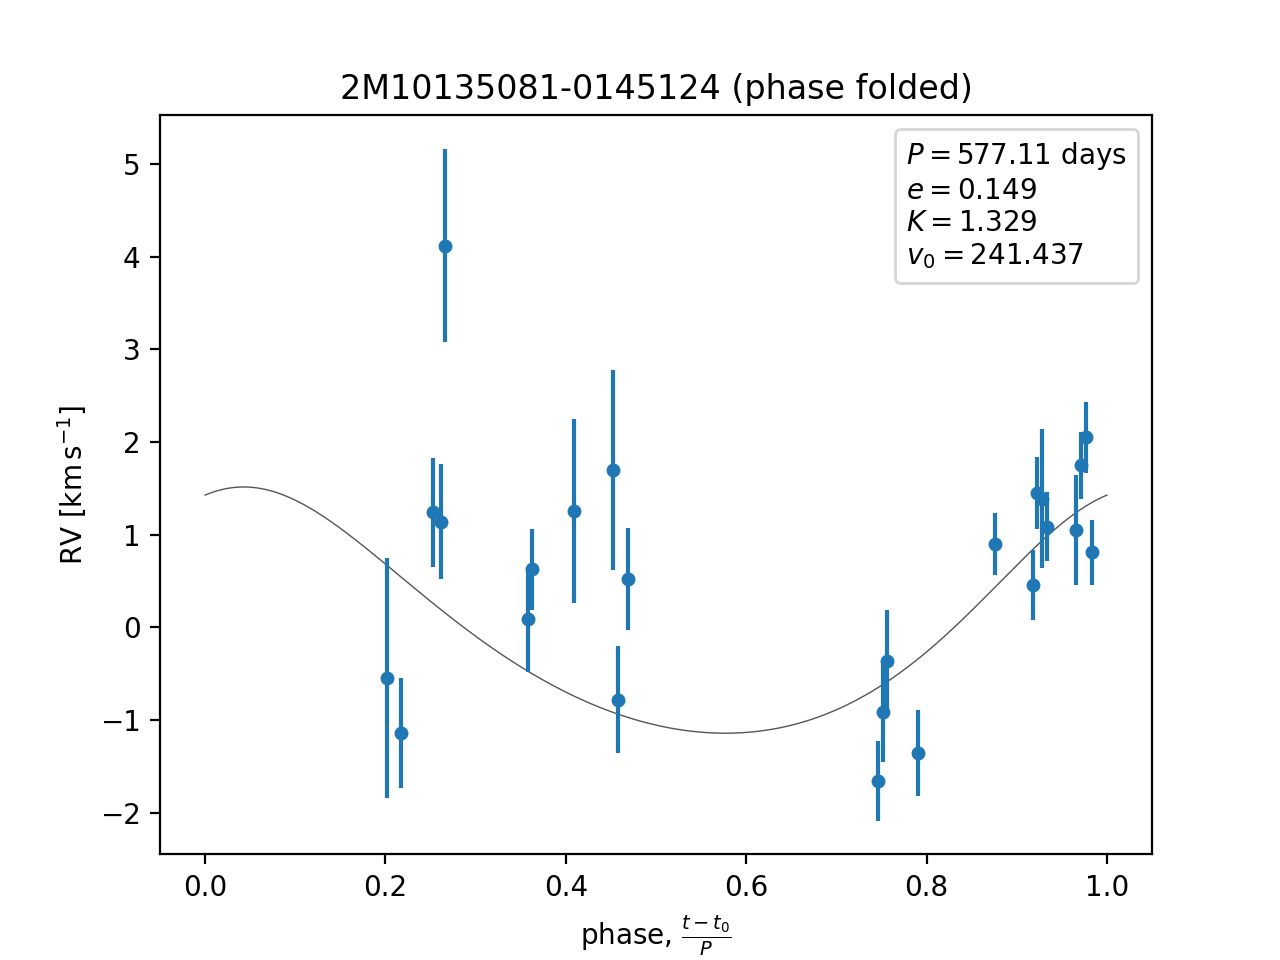 2M10135081-0145124 (phase folded)
P = 577.11 days
e = 0.149
K = 1.329
v₀ = 241.437
RV [km s⁻¹]
5
4
3
2
1
0
−1
−2
0.0 0.2 0.4 0.6 0.8 1.0
phase, (t − t₀)/P